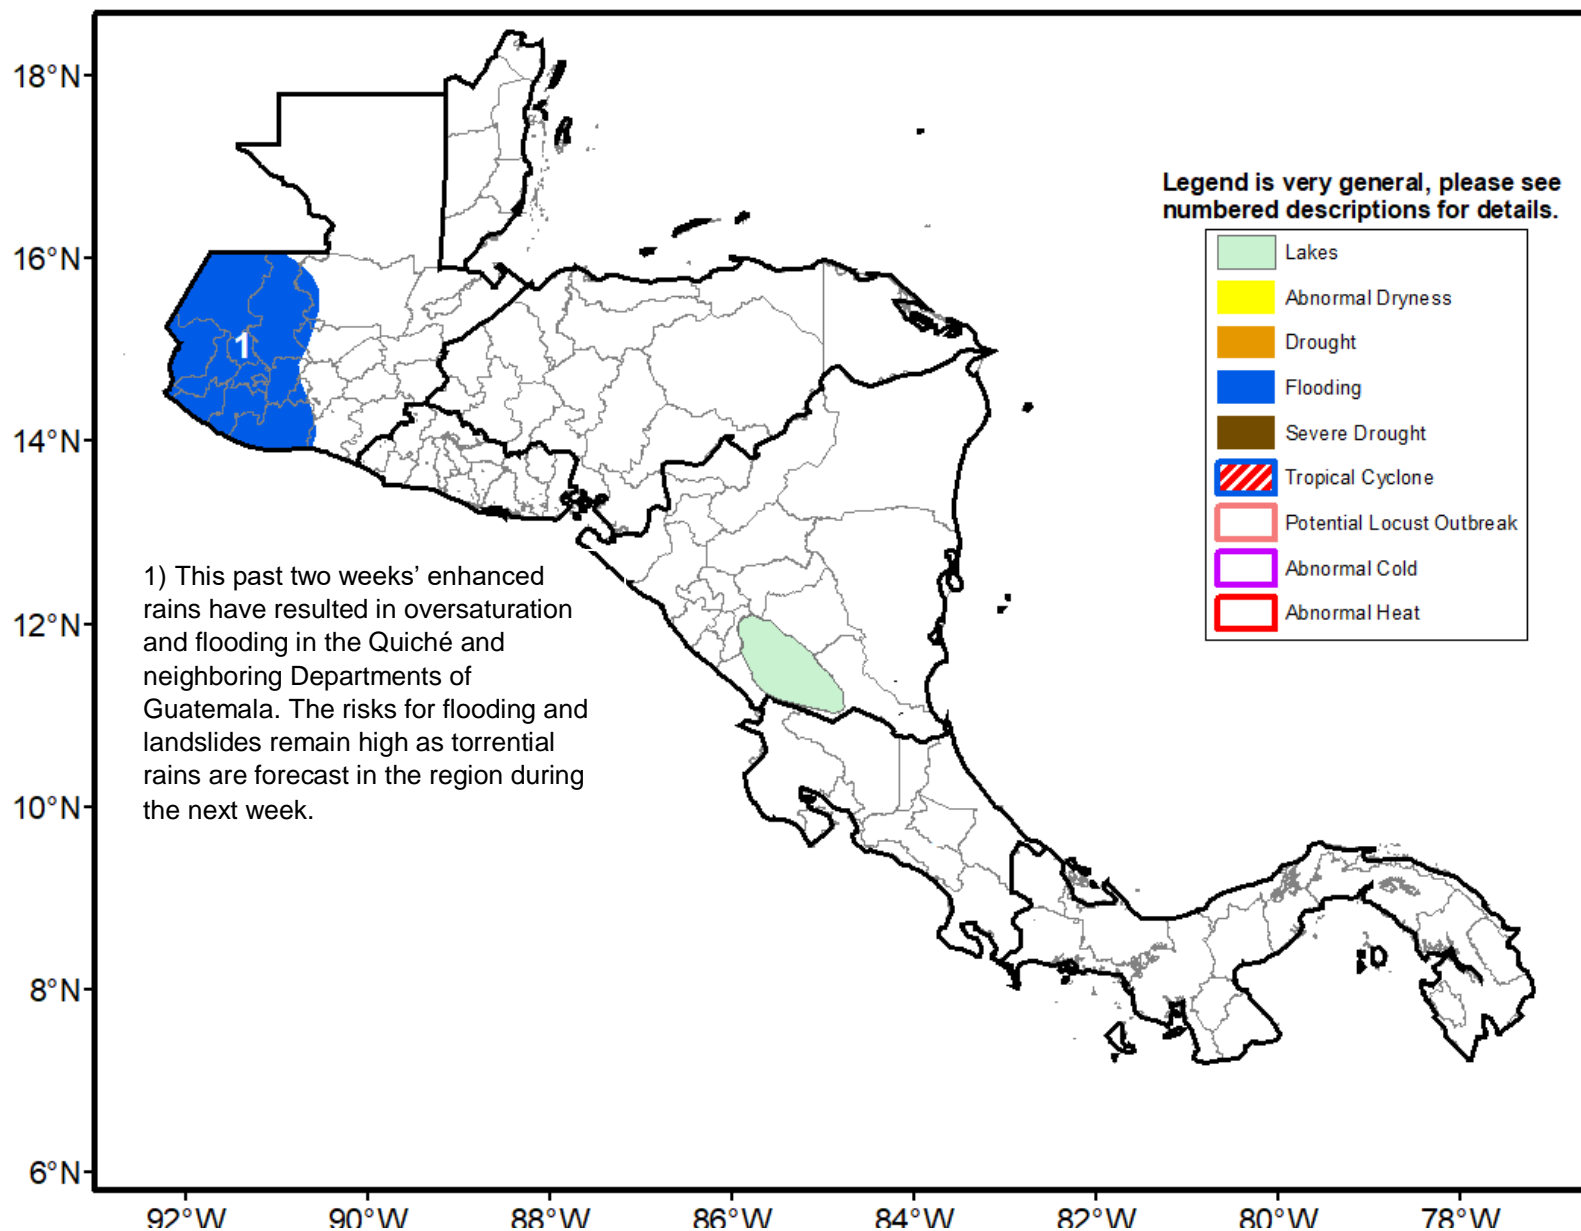 18°N
16°N
14°N
12°N
10°N
8°N
6°N
92°W 90°W 88°W 86°W 84°W 82°W 80°W 78°W
Legend is very general, please see
numbered descriptions for details.
Lakes
Abnormal Dryness
Drought
Flooding
Severe Drought
Tropical Cyclone
Potential Locust Outbreak
Abnormal Cold
Abnormal Heat
1
1) This past two weeks’ enhanced
rains have resulted in oversaturation
and flooding in the Quiché and
neighboring Departments of
Guatemala. The risks for flooding and
landslides remain high as torrential
rains are forecast in the region during
the next week.